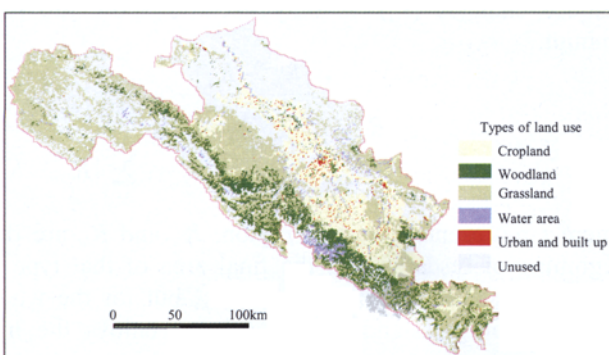 Types of land use
Cropland
Woodland
Grassland
Water area
Urban and built up
Unused
0 50 100km